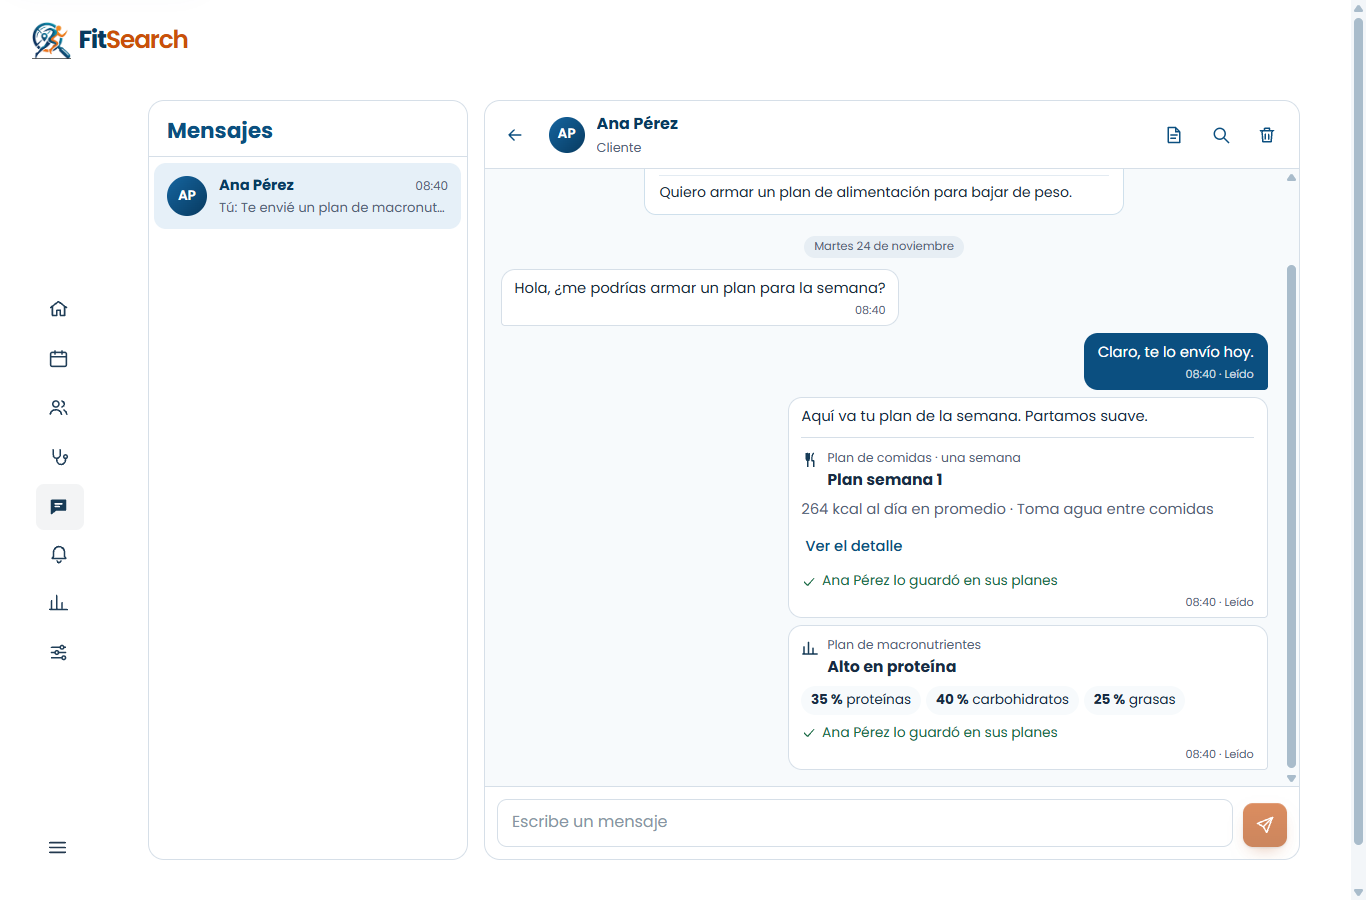 FitSearch
Mensajes
AP
Ana Pérez
08:40
Tú: Te envié un plan de macronut...
AP
Ana Pérez
Cliente
Quiero armar un plan de alimentación para bajar de peso.
Martes 24 de noviembre
Hola, ¿me podrías armar un plan para la semana?
08:40
Claro, te lo envío hoy.
08:40 · Leído
Aquí va tu plan de la semana. Partamos suave.
Plan de comidas · una semana
Plan semana 1
264 kcal al día en promedio · Toma agua entre comidas
Ver el detalle
Ana Pérez lo guardó en sus planes
08:40 · Leído
Plan de macronutrientes
Alto en proteína
35 % proteínas 40 % carbohidratos 25 % grasas
Ana Pérez lo guardó en sus planes
08:40 · Leído
Escribe un mensaje